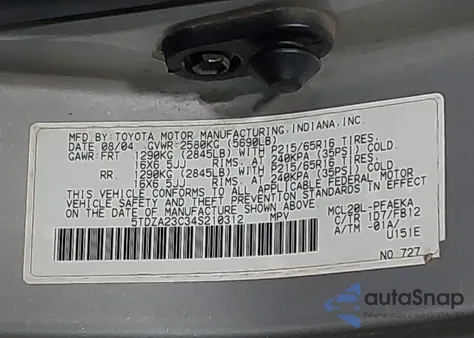 MFD. BY TOYOTA MOTOR MANUFACTURING, INDIANA, INC.
DATE 08/04 GVWR 2580KG (5690LB)
GAWR: FRT 1290KG (2845LB) WITH P215/65R16 TIRES,
16X6 5JJ RIMS, AT 240KPA (35PSI) COLD.
RR. 1290KG (2845LB) WITH P215/65R16 TIRES,
16X6 5JJ RIMS, AT 240KPA (35PSI) COLD.
THIS VEHICLE CONFORMS TO ALL APPLICABLE FEDERAL MOTOR
VEHICLE SAFETY AND THEFT PREVENTION STANDARDS IN
EFFECT ON THE DATE OF MANUFACTURE SHOWN ABOVE.
5TDZA23C34S210312 MPV
MCL20L-PFAEKA
C/TR 1D7/FB12
A/TM -01A/
U151E
NO 727
autoSnap